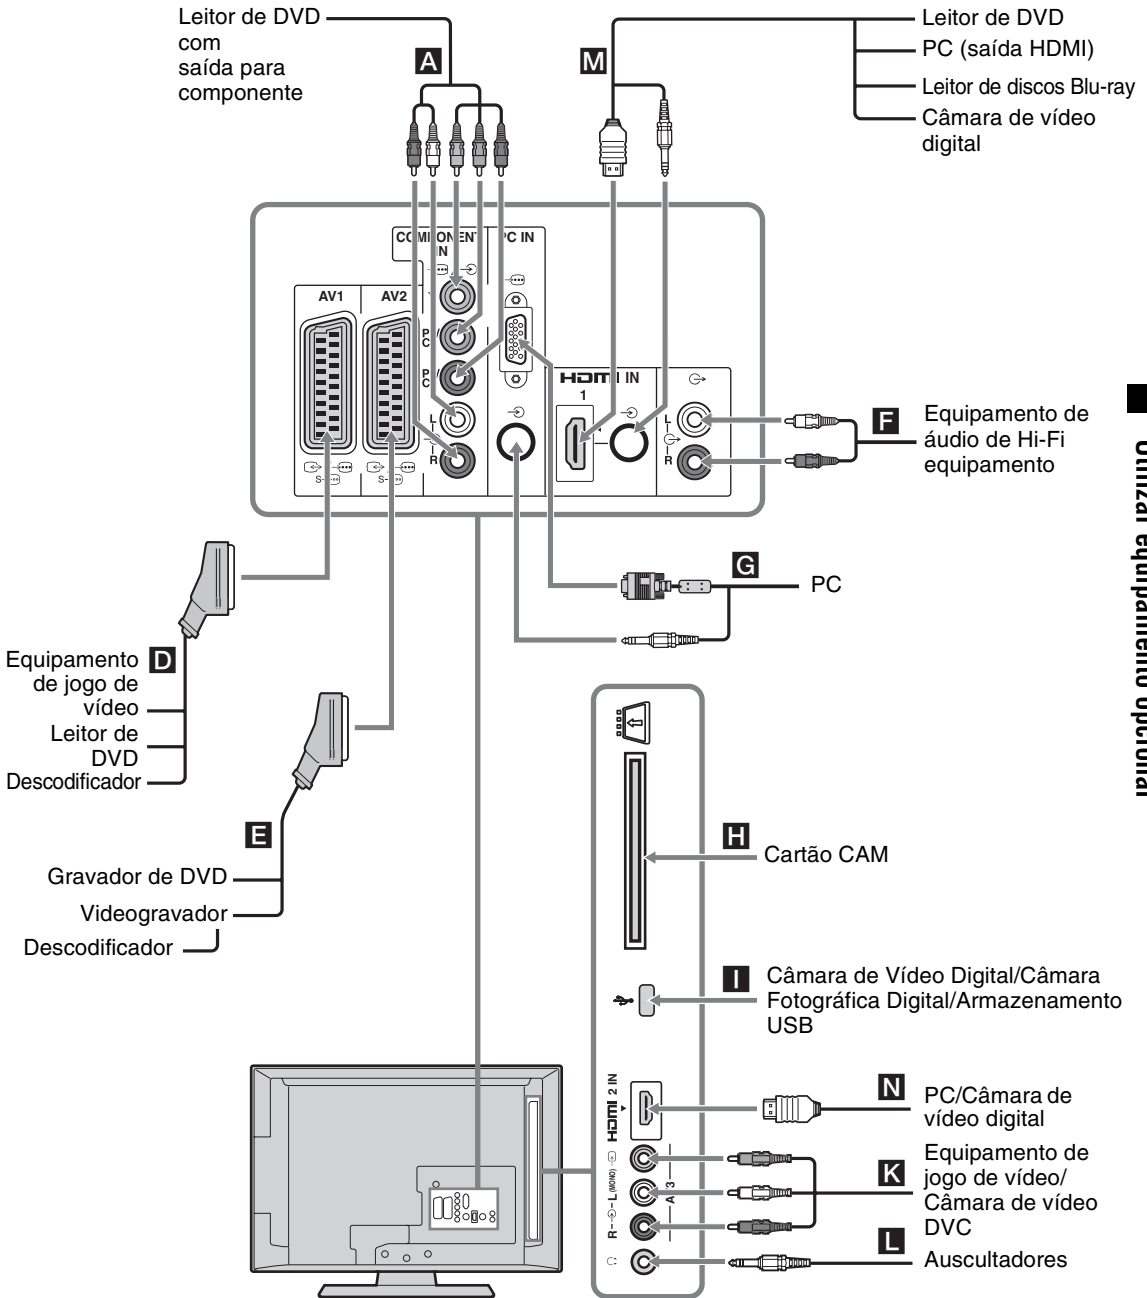 Leitor de DVD
com
saída para
componente
A
M
Leitor de DVD
PC (saída HDMI)
Leitor de discos Blu-ray
Câmara de vídeo
digital
COMPONENT
IN
PC IN
AV1
AV2
L
R
S
S
HDMI IN
1
L
R
F
Equipamento de
áudio de Hi-Fi
equipamento
Utilizar equipamento opcional
G
PC
D
Equipamento
de jogo de
vídeo
Leitor de
DVD
Descodificador
E
Gravador de DVD
Videogravador
Descodificador
H
Cartão CAM
I
Câmara de Vídeo Digital/Câmara
Fotográfica Digital/Armazenamento
USB
HDMI 2 IN
N
PC/Câmara de
vídeo digital
R L (MONO)
K
Equipamento de
jogo de vídeo/
Câmara de vídeo
DVC
L
Auscultadores